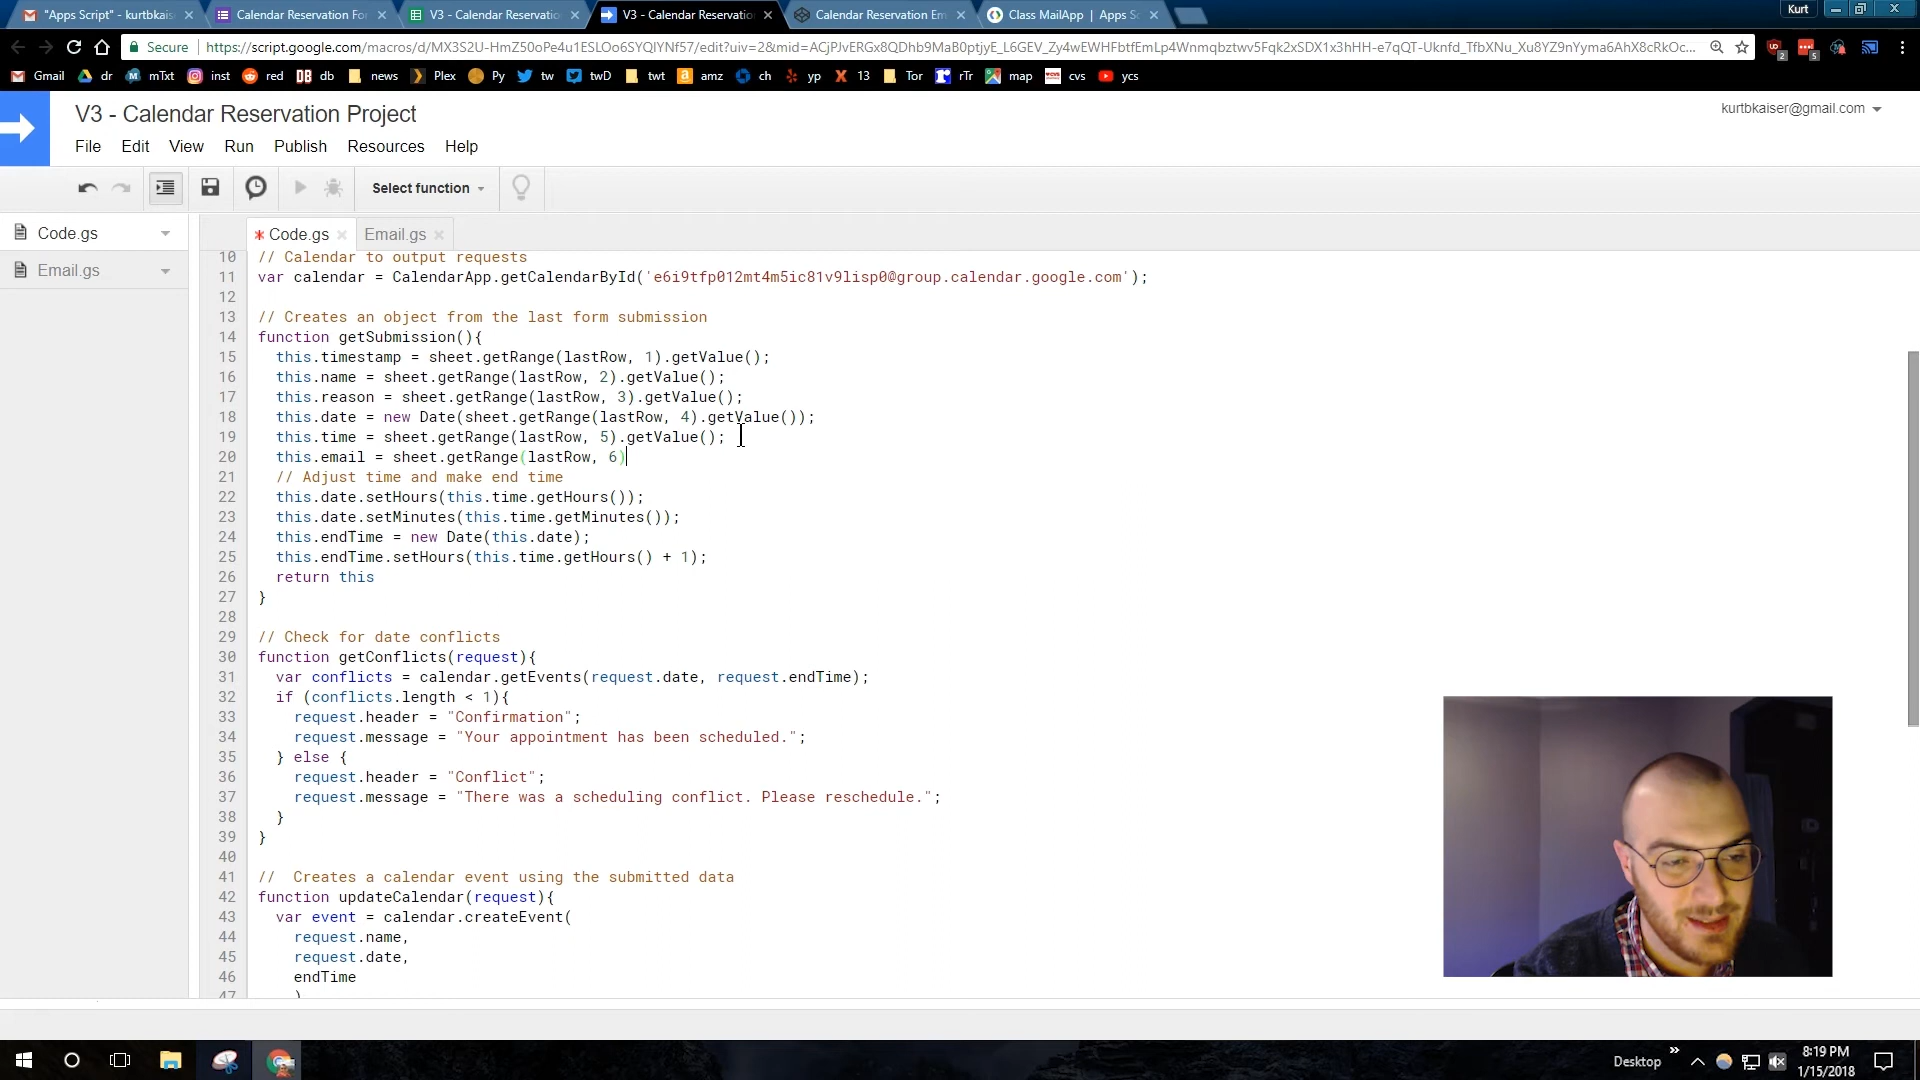 "Apps Script" - kurtbkais
Calendar Reservation Fo
V3 - Calendar Reservatio
V3 - Calendar Reservatio
Calendar Reservation Em
Class MailApp | Apps Sc
Kurt
Secure
https://script.google.com/macros/d/MX3S2U-HmZ50oPe4u1ESLOo6SYQIYNf57/edit?uiv=2&mid=ACjPJvERGx8QDhb9MaB0ptjyE_L6GEV_Zy4wEWHFbtfEmLp4Wnmqbztwv5Fqk2xSDX1x3hHH-e7qQT-Uknfd_TfbXNu_Xu8YZ9nYyma6AhX8cRkOc...
Gmail dr mTxt inst red db news Plex Py tw twD twt amz ch yp 13 Tor rTr map cvs ycs
V3 - Calendar Reservation Project
kurtbkaiser@gmail.com
File Edit View Run Publish Resources Help
Select function
Code.gs
Email.gs
* Code.gs
Email.gs
10 // Calendar to output requests
11 var calendar = CalendarApp.getCalendarById('e6i9tfp012mt4m5ic81v9lisp0@group.calendar.google.com');
12
13 // Creates an object from the last form submission
14 function getSubmission(){
15 this.timestamp = sheet.getRange(lastRow, 1).getValue();
16 this.name = sheet.getRange(lastRow, 2).getValue();
17 this.reason = sheet.getRange(lastRow, 3).getValue();
18 this.date = new Date(sheet.getRange(lastRow, 4).getValue());
19 this.time = sheet.getRange(lastRow, 5).getValue();
20 this.email = sheet.getRange(lastRow, 6)
21 // Adjust time and make end time
22 this.date.setHours(this.time.getHours());
23 this.date.setMinutes(this.time.getMinutes());
24 this.endTime = new Date(this.date);
25 this.endTime.setHours(this.time.getHours() + 1);
26 return this
27 }
28
29 // Check for date conflicts
30 function getConflicts(request){
31 var conflicts = calendar.getEvents(request.date, request.endTime);
32 if (conflicts.length < 1){
33 request.header = "Confirmation";
34 request.message = "Your appointment has been scheduled.";
35 } else {
36 request.header = "Conflict";
37 request.message = "There was a scheduling conflict. Please reschedule.";
38 }
39 }
40
41 // Creates a calendar event using the submitted data
42 function updateCalendar(request){
43 var event = calendar.createEvent(
44 request.name,
45 request.date,
46 endTime
47 )
Desktop
8:19 PM
1/15/2018